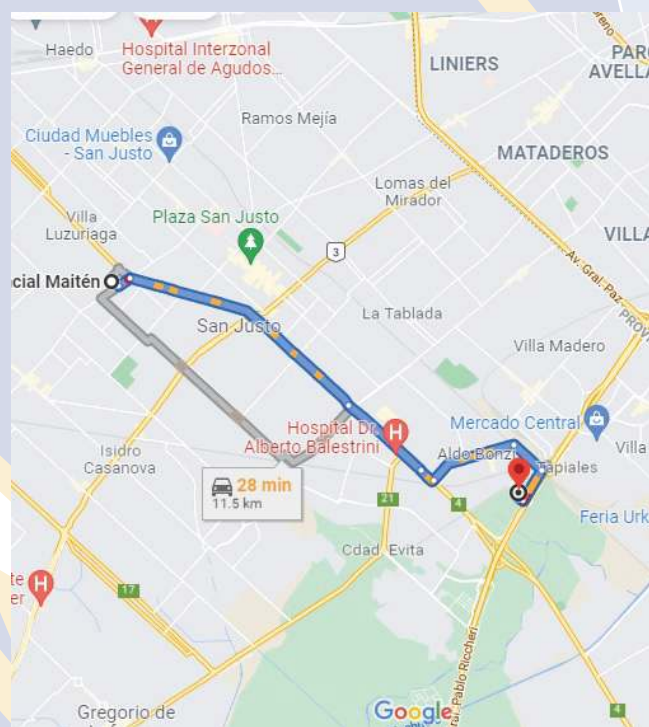 Haedo
Hospital Interzonal
General de Agudos...
LINIERS
AVELLA
Ramos Mejía
Ciudad Muebles
- San Justo
MATADEROS
Lomas del
Mirador
Villa
Luzuriaga
Plaza San Justo
VILLA
3
Av. Gral. Paz
cial Maitén
La Tablada
San Justo
Villa Madero
Hospital Dr.
Alberto Balestrini
Mercado Central
Aldo Bonzi
Tapiales
Villa
Isidro
Casanova
28 min
11.5 km
21
4
Feria Urk
Cdad. Evita
17
H
Pablo Riccheri
Gregorio de
Google
4